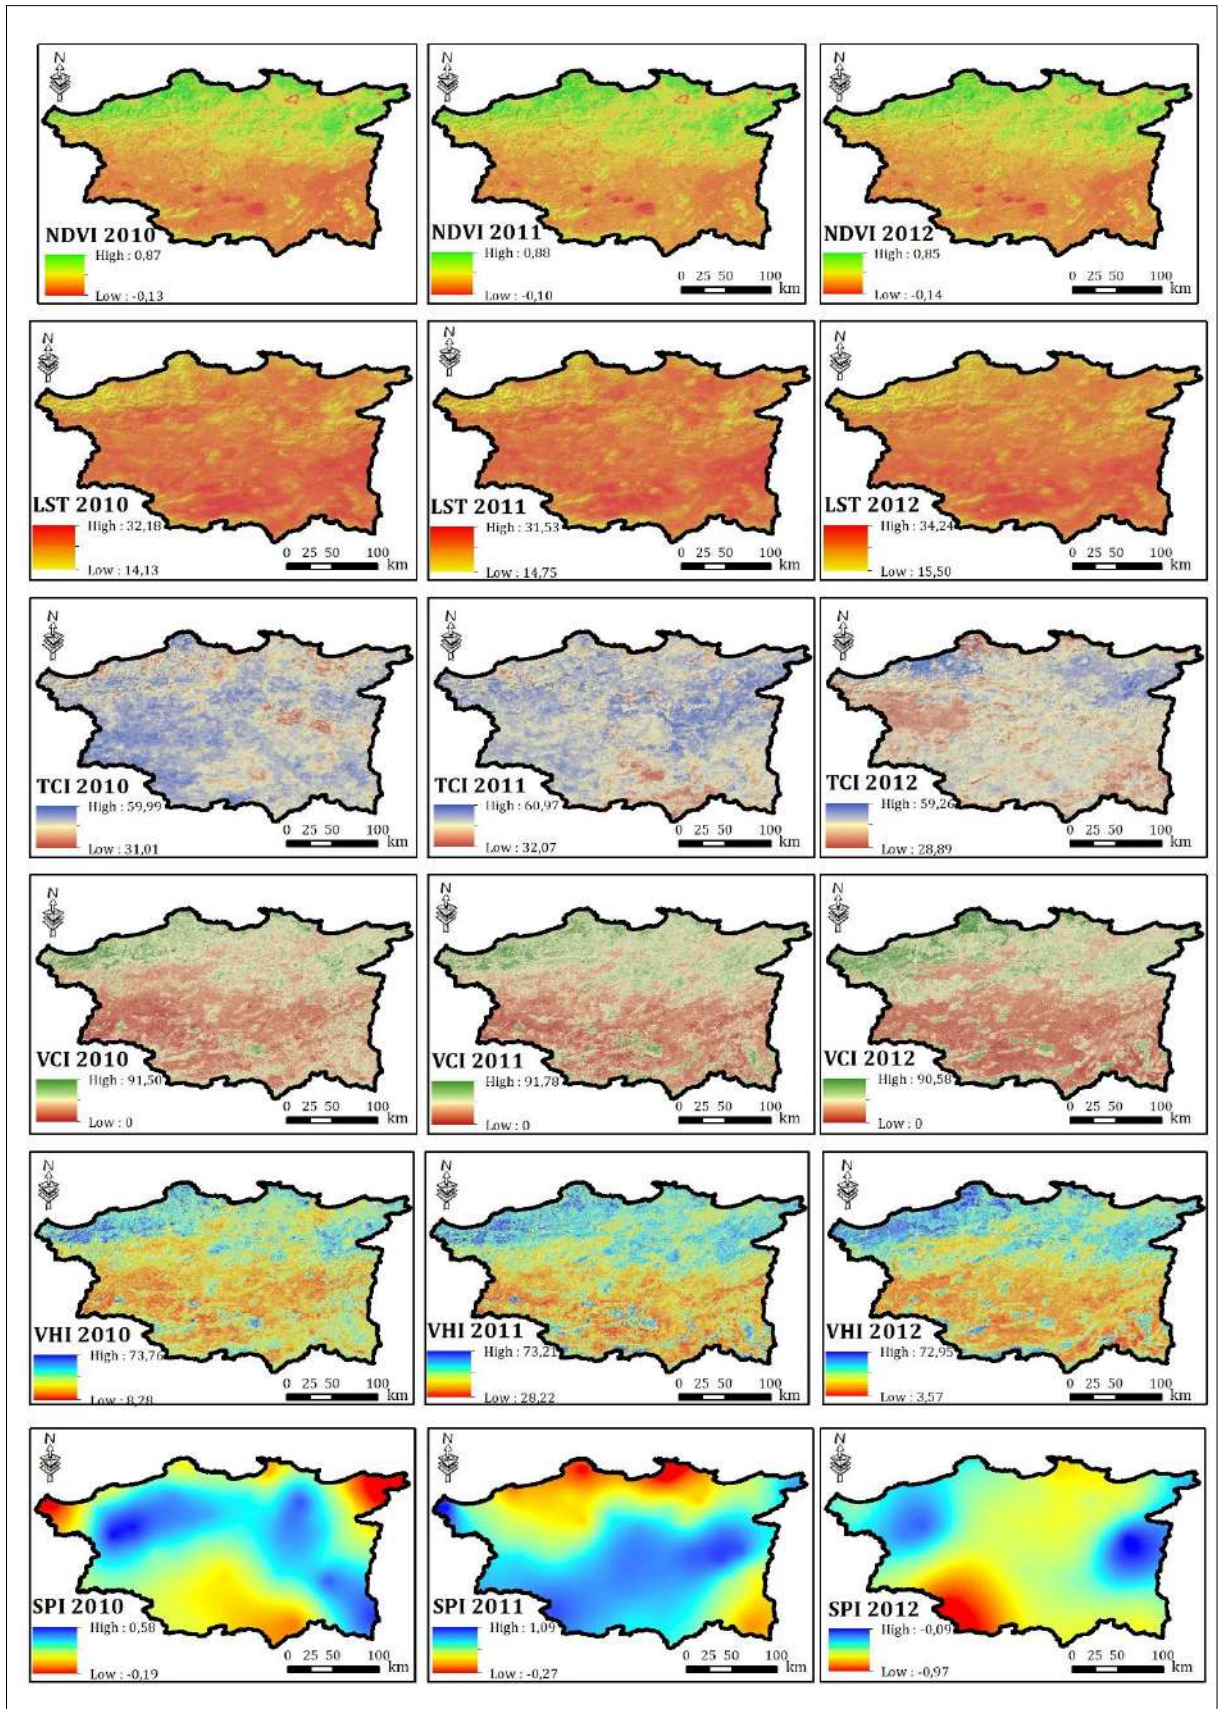 N N N
NDVI 2010
High : 0,87
Low : -0,13
NDVI 2011
High : 0,88
Low : -0,10
0 25 50 100
km
NDVI 2012
High : 0,85
Low : -0,14
0 25 50 100
km
N N N
LST 2010
High : 32,18
Low : 14,13
0 25 50 100
km
LST 2011
High : 31,53
Low : 14,75
0 25 50 100
km
LST 2012
High : 34,24
Low : 15,50
0 25 50 100
km
N N N
TCI 2010
High : 59,99
Low : 31,01
0 25 50 100
km
TCI 2011
High : 60,97
Low : 32,07
0 25 50 100
km
TCI 2012
High : 59,26
Low : 28,89
0 25 50 100
km
N N N
VCI 2010
High : 91,50
Low : 0
0 25 50 100
km
VCI 2011
High : 91,78
Low : 0
0 25 50 100
km
VCI 2012
High : 90,58
Low : 0
0 25 50 100
km
N N N
VHI 2010
High : 73,76
Low : 8,28
0 25 50 100
km
VHI 2011
High : 73,21
Low : 28,22
0 25 50 100
km
VHI 2012
High : 72,95
Low : 3,57
0 25 50 100
km
N N N
SPI 2010
High : 0,58
Low : -0,19
0 25 50 100
km
SPI 2011
High : 1,09
Low : -0,27
0 25 50 100
km
SPI 2012
High : -0,09
Low : -0,97
0 25 50 100
km